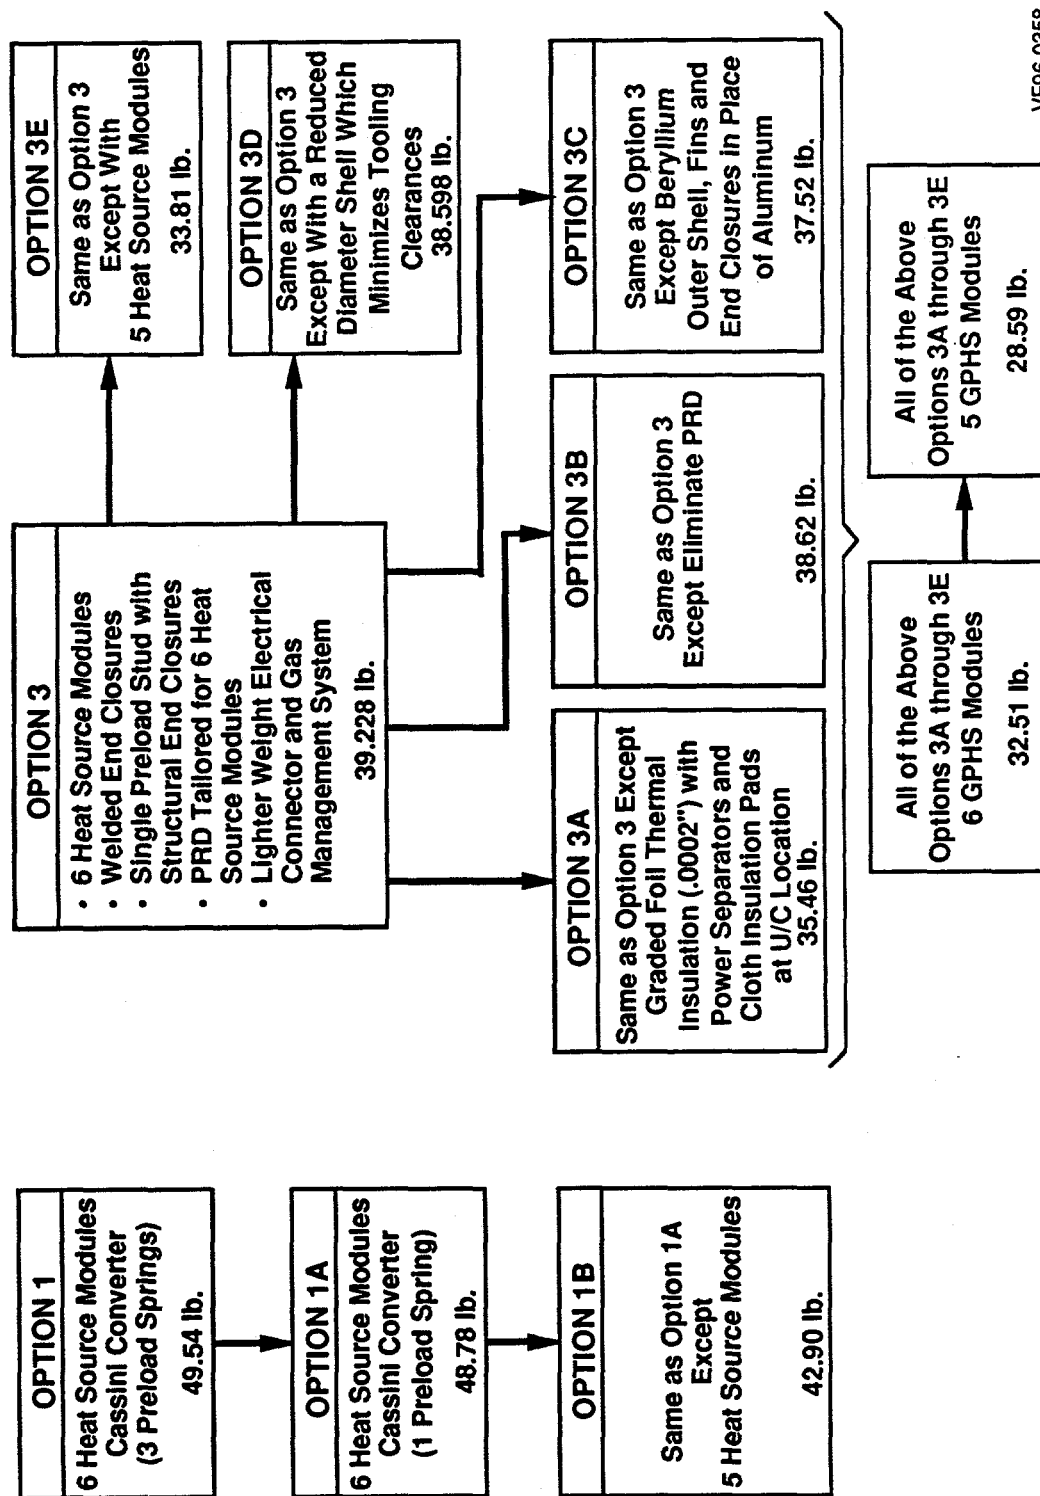 OPTION 1
6 Heat Source Modules
Cassini Converter
(3 Preload Springs)
49.54 lb.
OPTION 1A
6 Heat Source Modules
Cassini Converter
(1 Preload Spring)
48.78 lb.
OPTION 1B
Same as Option 1A
Except
5 Heat Source Modules
42.90 lb.
OPTION 3
• 6 Heat Source Modules
• Welded End Closures
• Single Preload Stud with
Structural End Closures
• PRD Tailored for 6 Heat
Source Modules
• Lighter Weight Electrical
Connector and Gas
Management System
39.228 lb.
OPTION 3E
Same as Option 3
Except With
5 Heat Source Modules
33.81 lb.
OPTION 3D
Same as Option 3
Except With a Reduced
Diameter Shell Which
Minimizes Tooling
Clearances
38.598 lb.
OPTION 3A
Same as Option 3 Except
Graded Foil Thermal
Insulation (.0002") with
Power Separators and
Cloth Insulation Pads
at U/C Location
35.46 lb.
OPTION 3B
Same as Option 3
Except Eliminate PRD
38.62 lb.
OPTION 3C
Same as Option 3
Except Beryllium
Outer Shell, Fins and
End Closures in Place
of Aluminum
37.52 lb.
All of the Above
Options 3A through 3E
6 GPHS Modules
32.51 lb.
All of the Above
Options 3A through 3E
5 GPHS Modules
28.59 lb.